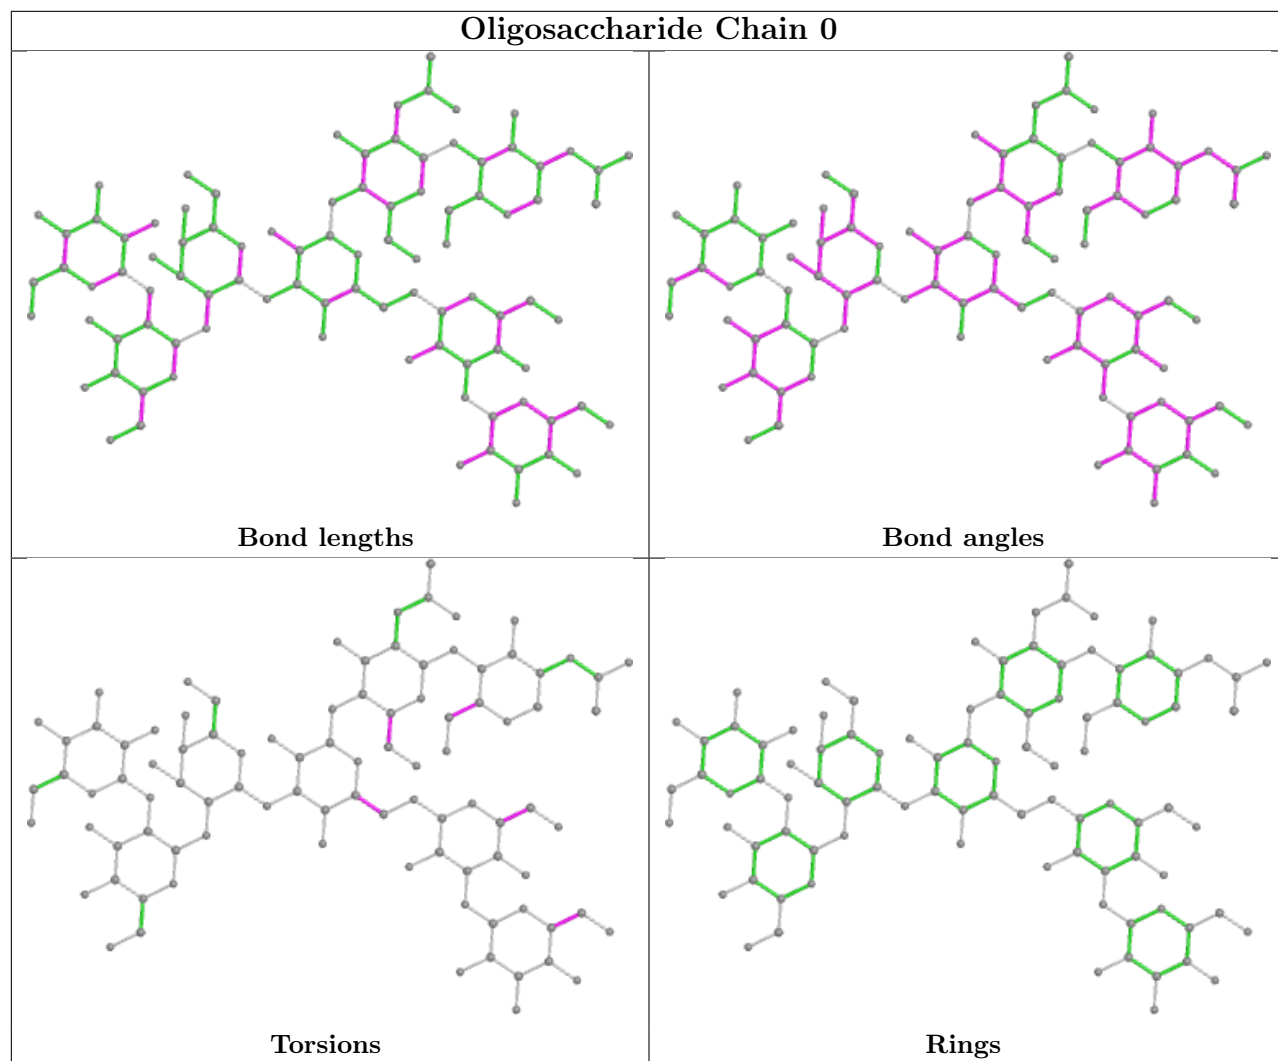 Oligosaccharide Chain 0
Bond lengths
Bond angles
Torsions
Rings